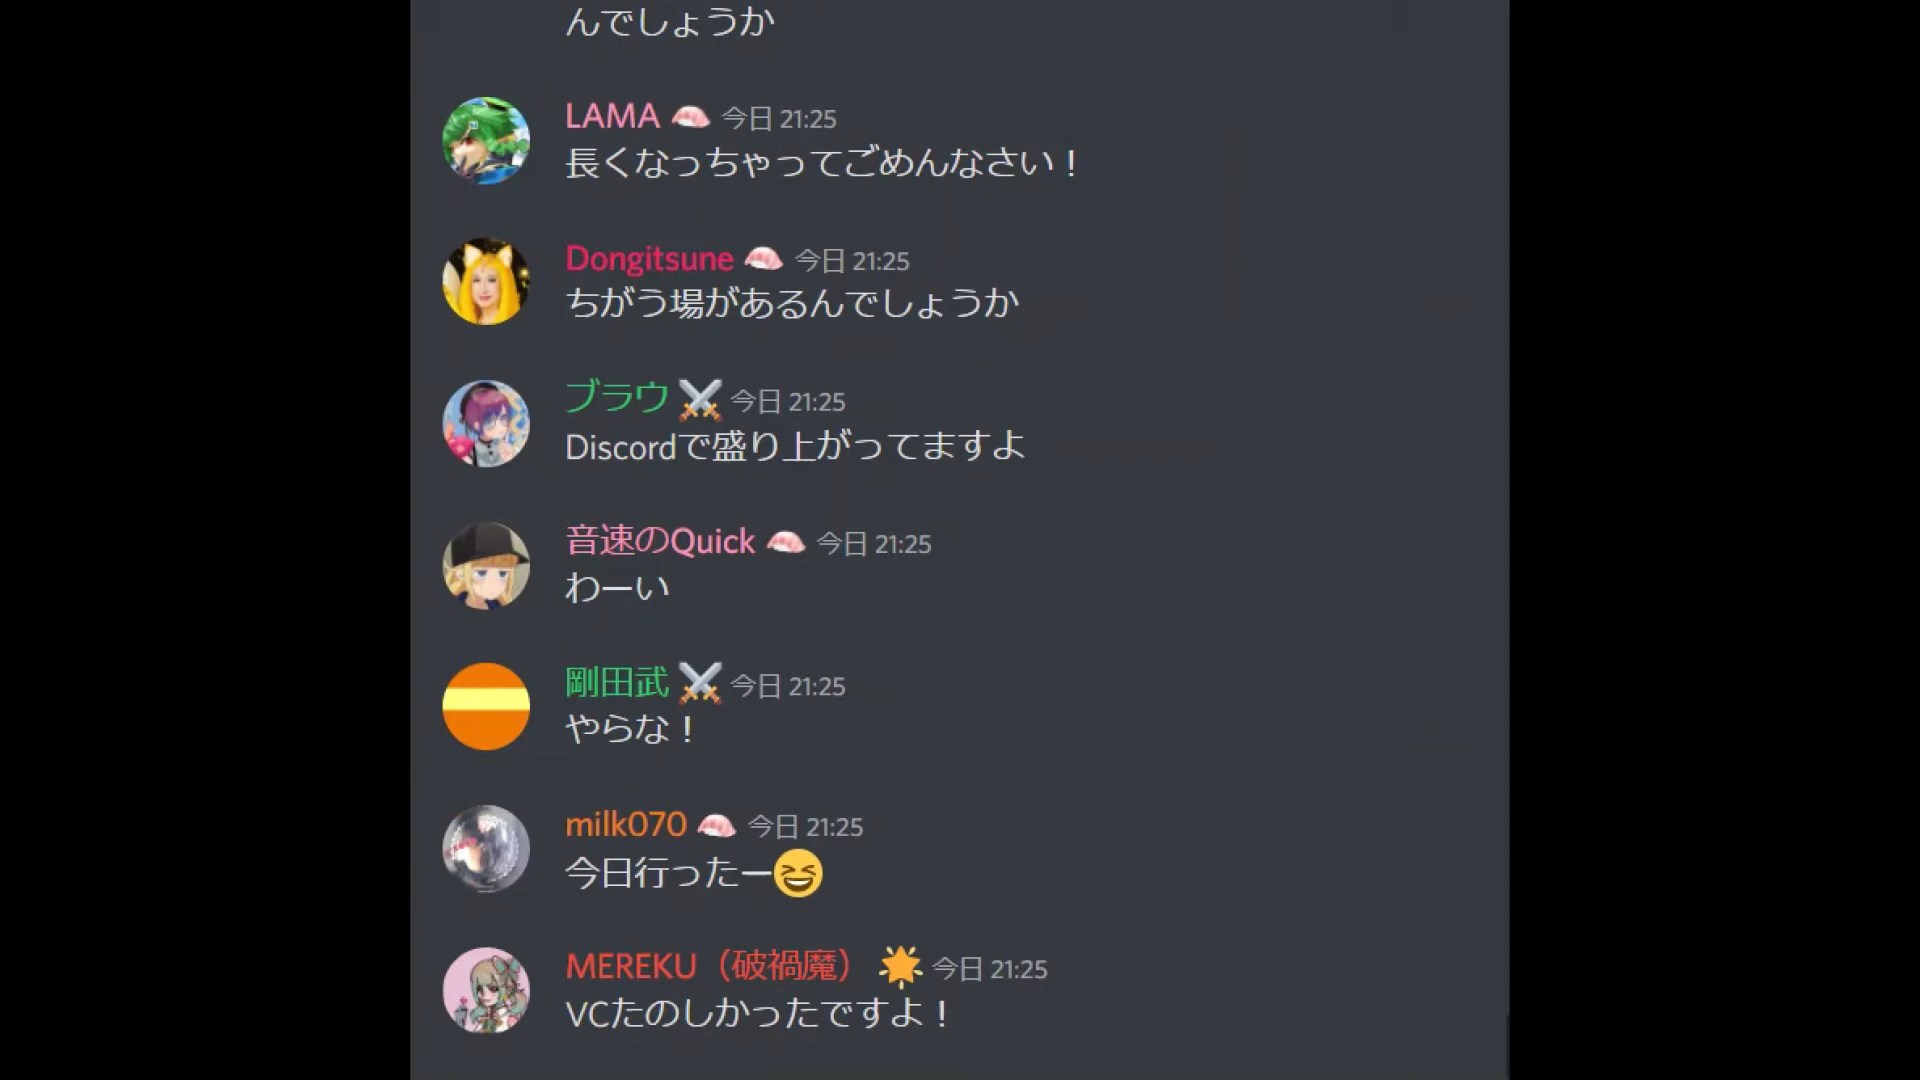 んでしょうか
LAMA 今日 21:25
長くなっちゃってごめんなさい！
Dongitsune 今日 21:25
ちがう場があるんでしょうか
ブラウ 今日 21:25
Discordで盛り上がってますよ
音速のQuick 今日 21:25
わーい
剛田武 今日 21:25
やらな！
milk070 今日 21:25
今日行ったー
MEREKU（破禍魔） 今日 21:25
VCたのしかったですよ！